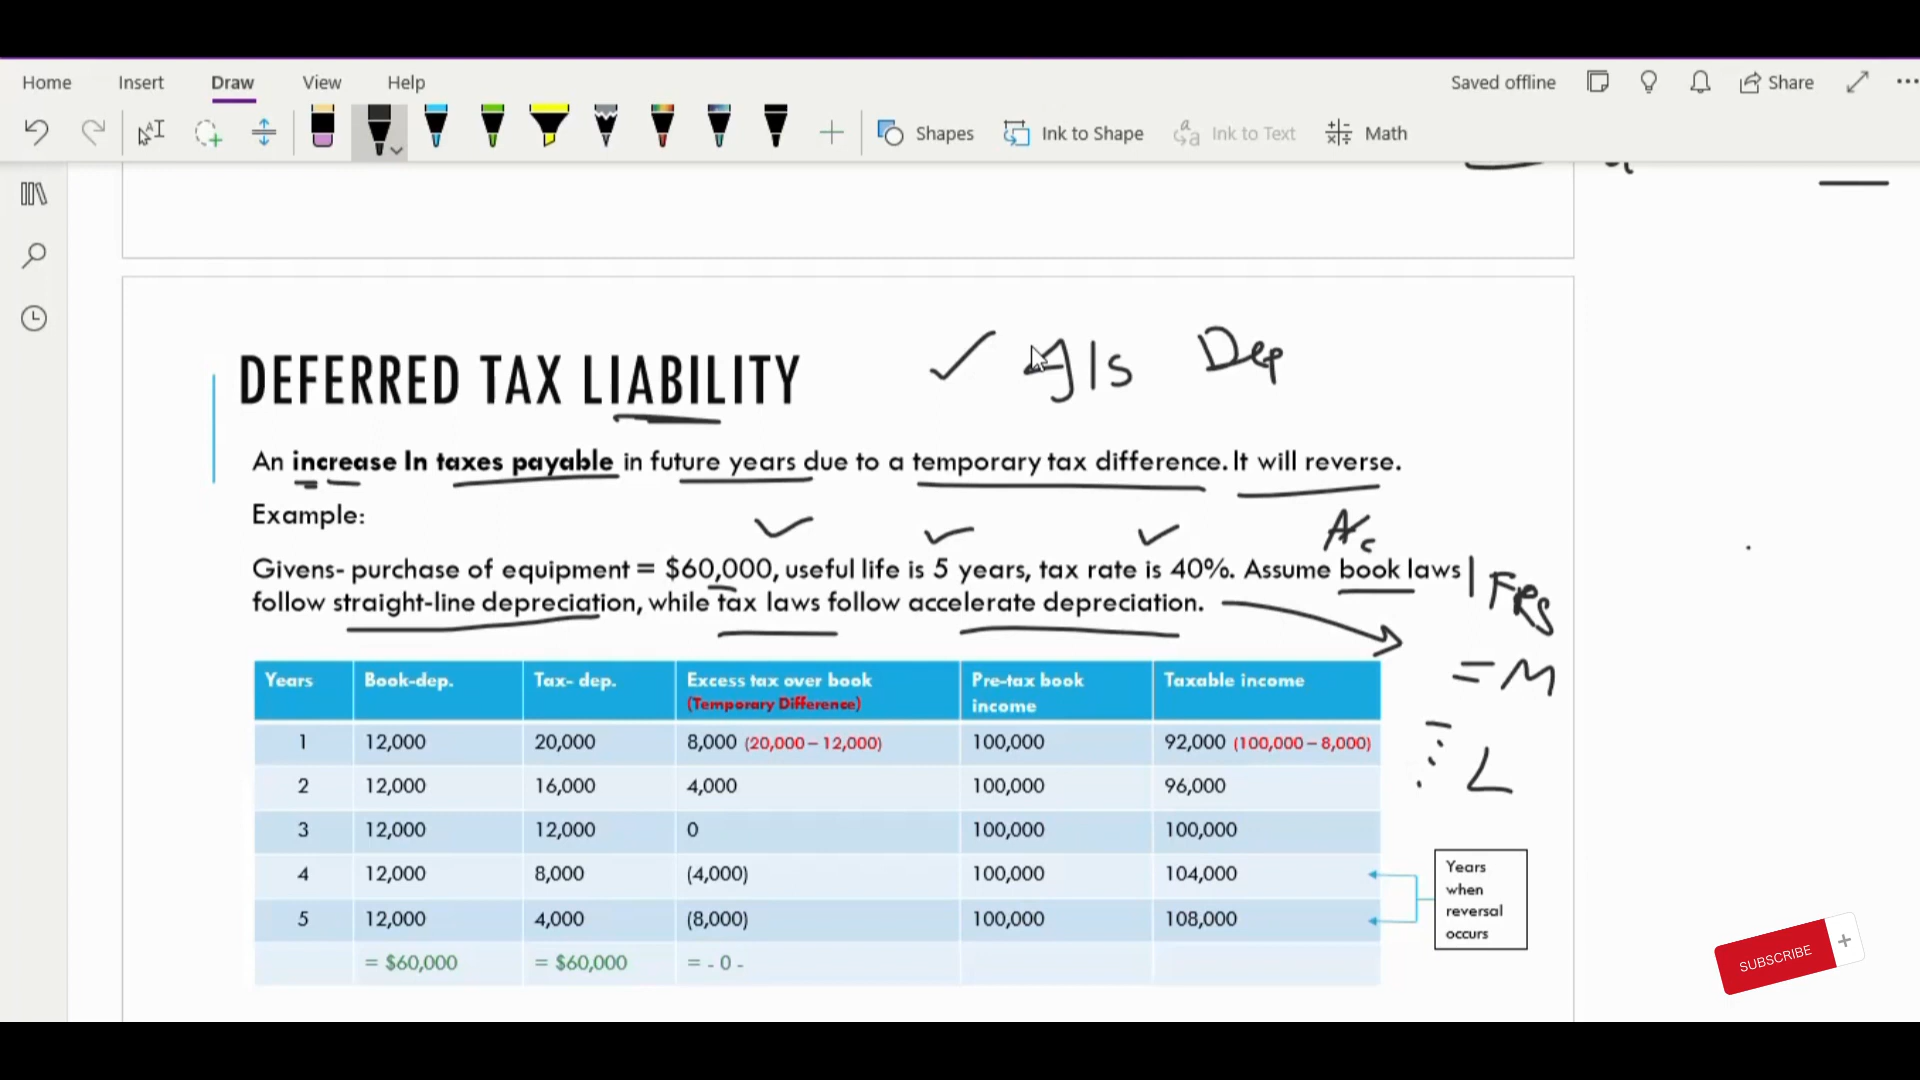 Home Insert Draw View Help Saved offline Share
Shapes Ink to Shape Ink to Text Math
DEFERRED TAX LIABILITY Dep
An increase In taxes payable in future years due to a temporary tax difference. It will reverse.
Example:
Givens- purchase of equipment = $60,000, useful life is 5 years, tax rate is 40%. Assume book laws
follow straight-line depreciation, while tax laws follow accelerate depreciation.
= M
L
Years Book-dep. Tax- dep. Excess tax over book (Temporary Difference) Pre-tax book income Taxable income
1 12,000 20,000 8,000 (20,000 – 12,000) 100,000 92,000 (100,000 – 8,000)
2 12,000 16,000 4,000 100,000 96,000
3 12,000 12,000 0 100,000 100,000
4 12,000 8,000 (4,000) 100,000 104,000
5 12,000 4,000 (8,000) 100,000 108,000
= $60,000 = $60,000 = - 0 -
Years
when
reversal
occurs
SUBSCRIBE